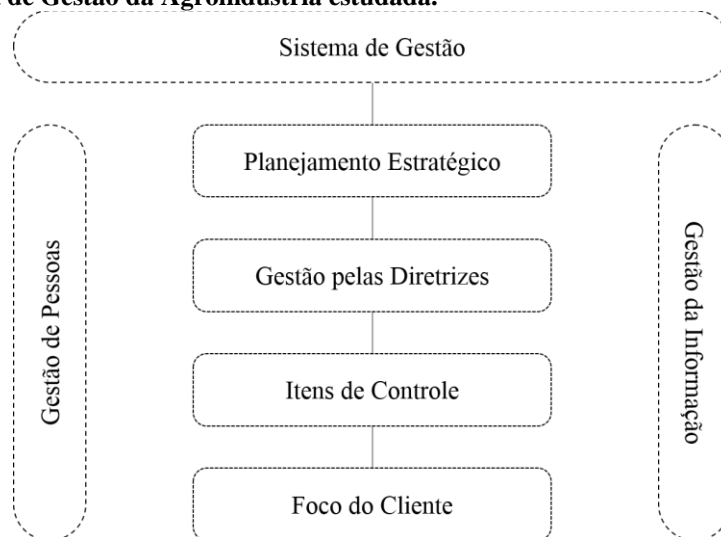 de Gestão da Agroindústria estudada.
Sistema de Gestão
Planejamento Estratégico
Gestão pelas Diretrizes
Itens de Controle
Foco do Cliente
Gestão de Pessoas
Gestão da Informação